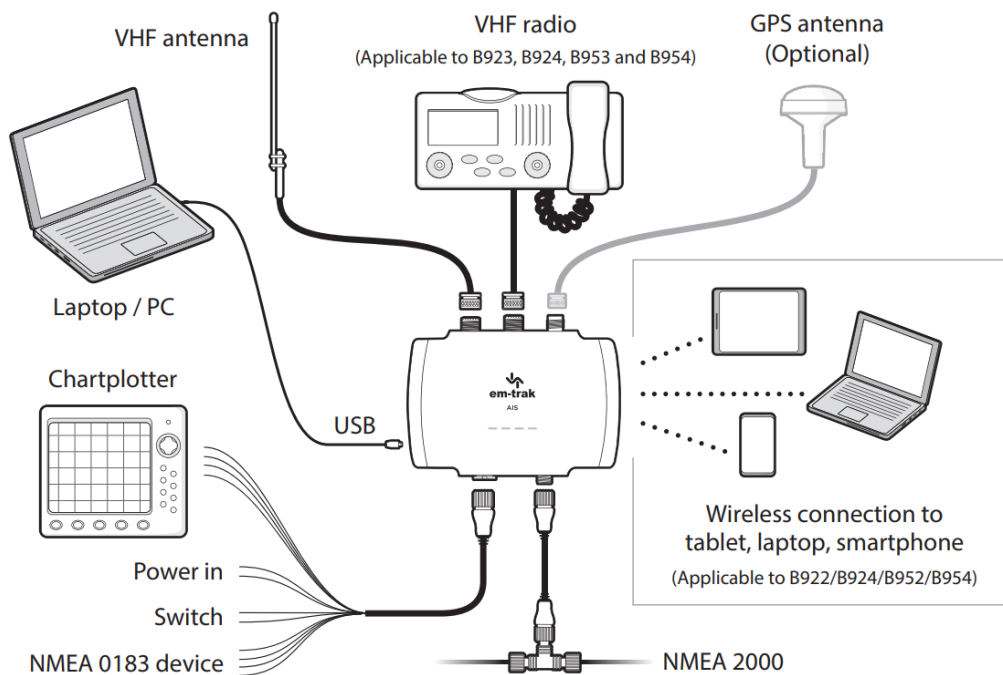 VHF antenna
VHF radio
(Applicable to B923, B924, B953 and B954)
GPS antenna
(Optional)
Laptop / PC
Chartplotter
USB
em-trak
AIS
Wireless connection to
tablet, laptop, smartphone
(Applicable to B922/B924/B952/B954)
Power in
Switch
NMEA 0183 device
NMEA 2000